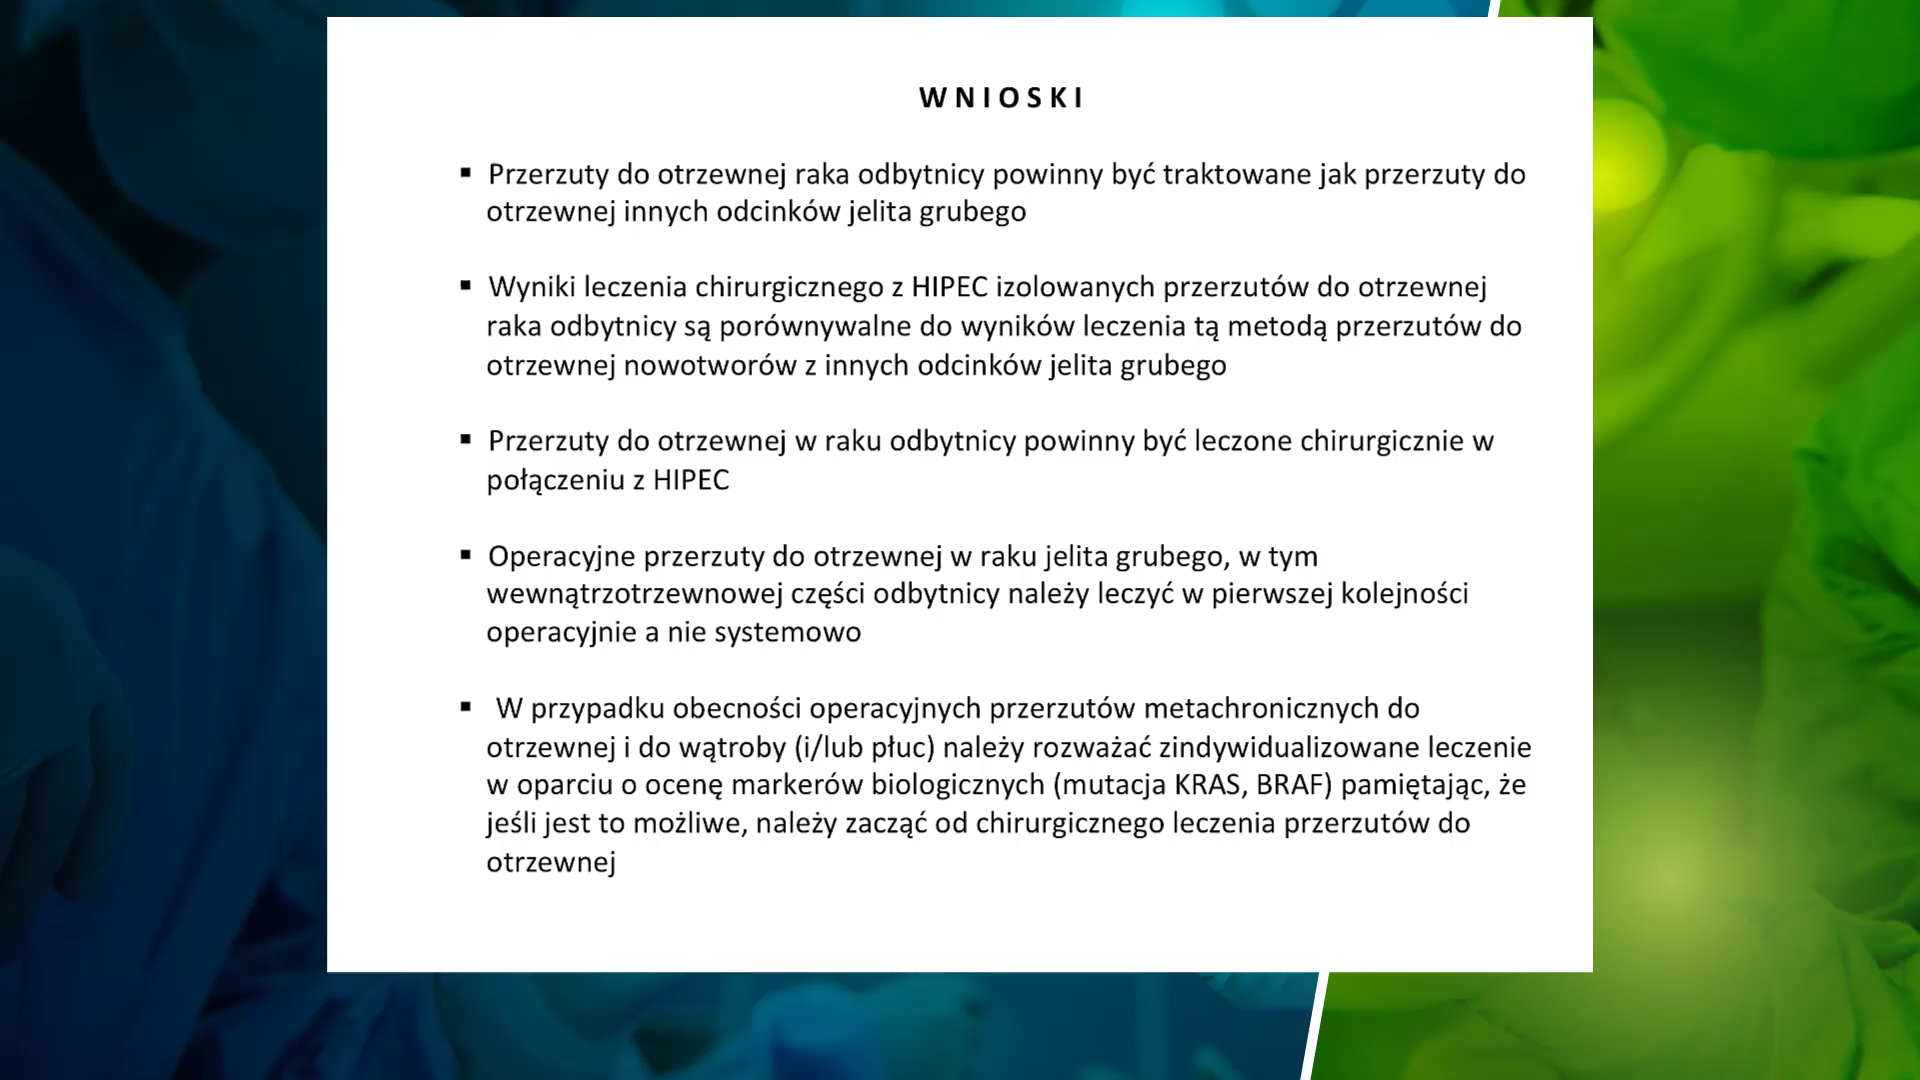 WNIOSKI
▪ Przerzuty do otrzewnej raka odbytnicy powinny być traktowane jak przerzuty do
otrzewnej innych odcinków jelita grubego
▪ Wyniki leczenia chirurgicznego z HIPEC izolowanych przerzutów do otrzewnej
raka odbytnicy są porównywalne do wyników leczenia tą metodą przerzutów do
otrzewnej nowotworów z innych odcinków jelita grubego
▪ Przerzuty do otrzewnej w raku odbytnicy powinny być leczone chirurgicznie w
połączeniu z HIPEC
▪ Operacyjne przerzuty do otrzewnej w raku jelita grubego, w tym
wewnątrzotrzewnowej części odbytnicy należy leczyć w pierwszej kolejności
operacyjnie a nie systemowo
▪ W przypadku obecności operacyjnych przerzutów metachronicznych do
otrzewnej i do wątroby (i/lub płuc) należy rozważać zindywidualizowane leczenie
w oparciu o ocenę markerów biologicznych (mutacja KRAS, BRAF) pamiętając, że
jeśli jest to możliwe, należy zacząć od chirurgicznego leczenia przerzutów do
otrzewnej